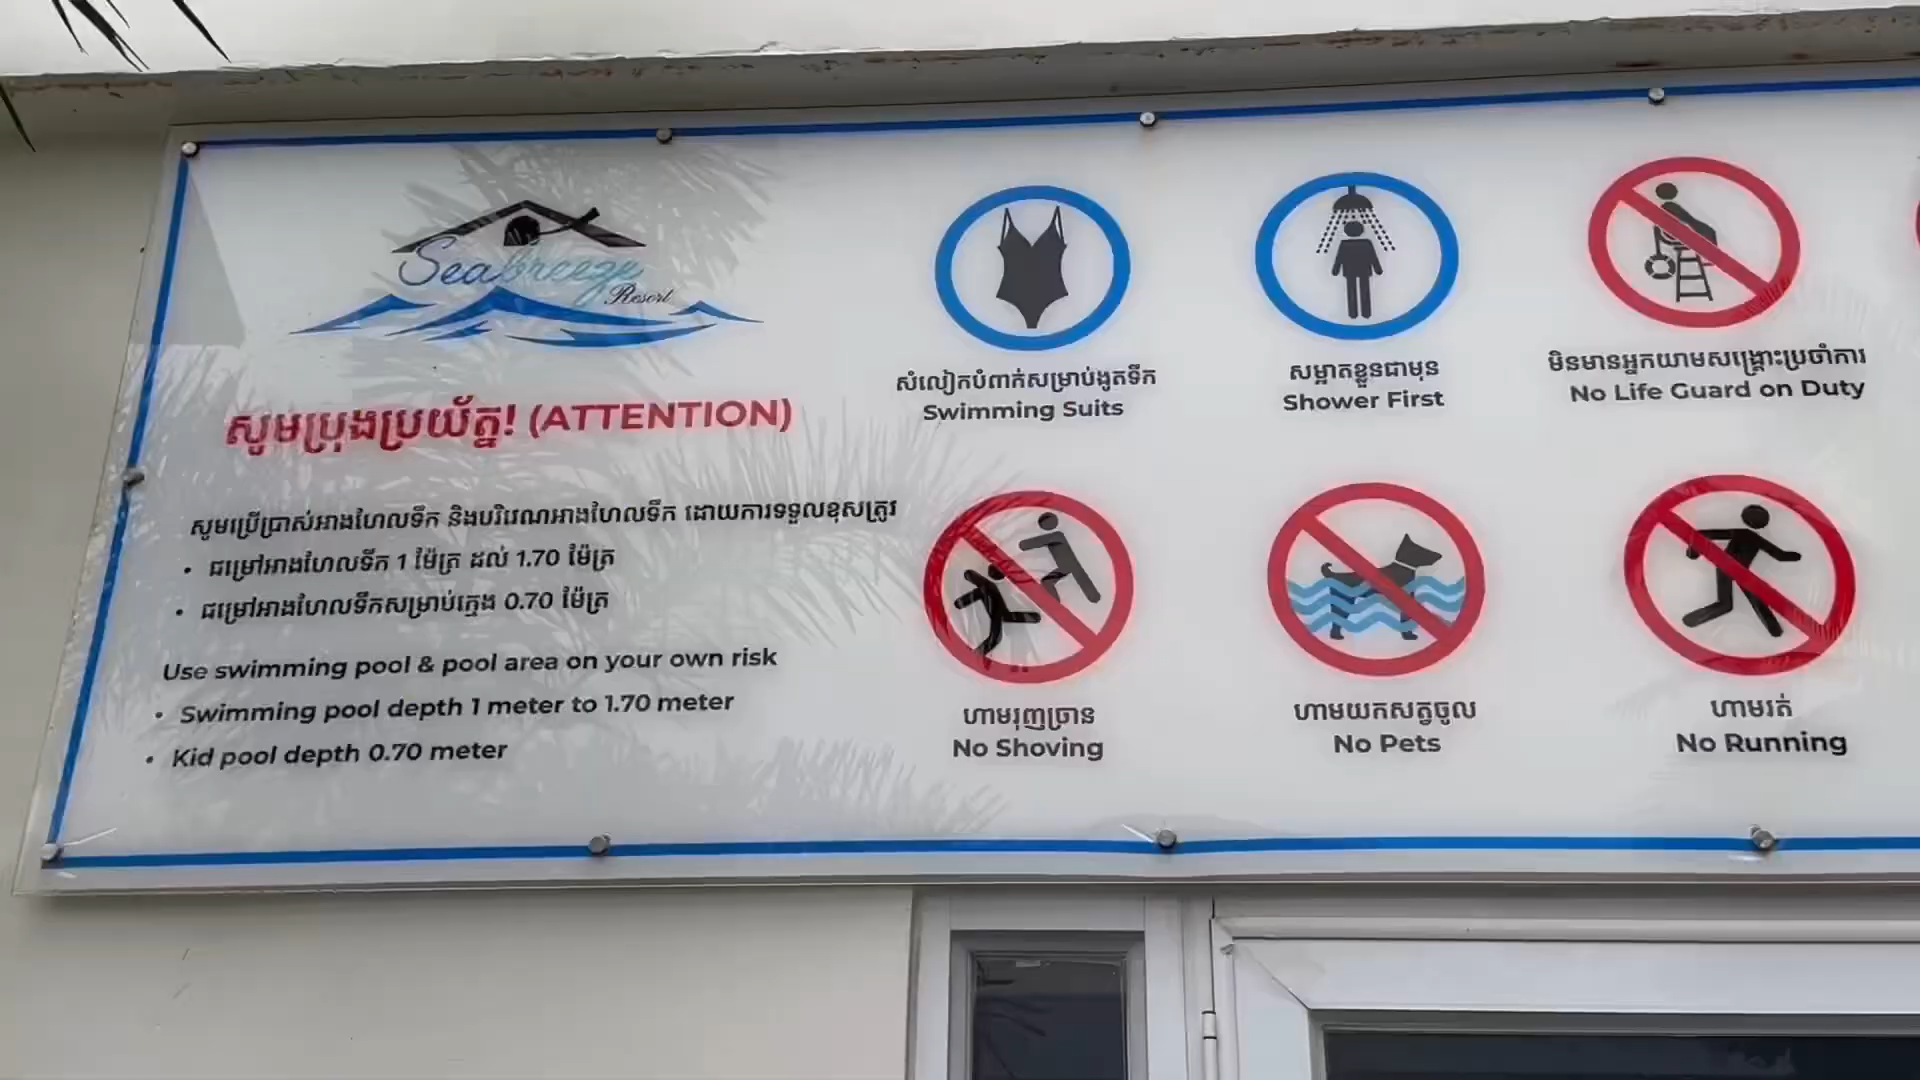 Seabreeze
Resort
សូមប្រុងប្រយ័ត្ន! (ATTENTION)
សូមប្រើប្រាស់អាងហែលទឹក និងបរិវេណអាងហែលទឹក ដោយការទទួលខុសត្រូវ
• ជម្រៅអាងហែលទឹក 1 ម៉ែត្រ ដល់ 1.70 ម៉ែត្រ
• ជម្រៅអាងហែលទឹកសម្រាប់ក្មេង 0.70 ម៉ែត្រ
Use swimming pool & pool area on your own risk
• Swimming pool depth 1 meter to 1.70 meter
• Kid pool depth 0.70 meter
សំលៀកបំពាក់សម្រាប់ងូតទឹក
Swimming Suits
សម្អាតខ្លួនជាមុន
Shower First
មិនមានអ្នកយាមសង្គ្រោះប្រចាំការ
No Life Guard on Duty
ហាមរុញច្រាន
No Shoving
ហាមយកសត្វចូល
No Pets
ហាមរត់
No Running